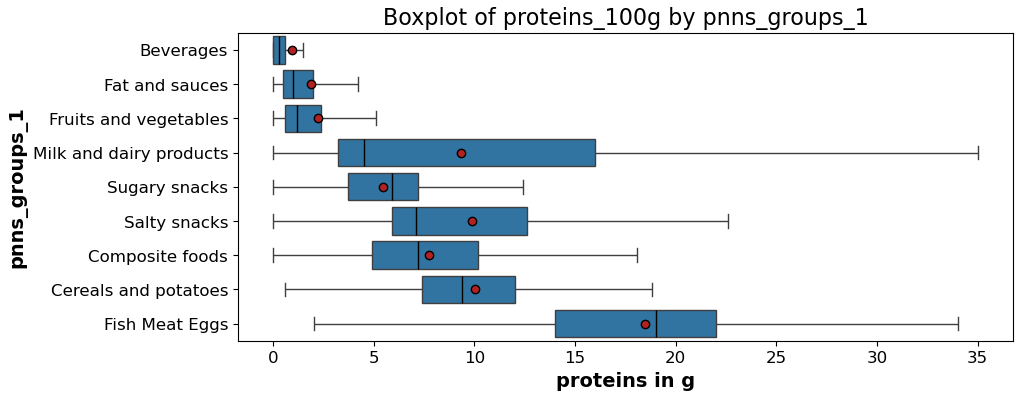 Boxplot of proteins_100g by pnns_groups_1
pnns_groups_1
Beverages
Fat and sauces
Fruits and vegetables
Milk and dairy products
Sugary snacks
Salty snacks
Composite foods
Cereals and potatoes
Fish Meat Eggs
0 5 10 15 20 25 30 35
proteins in g